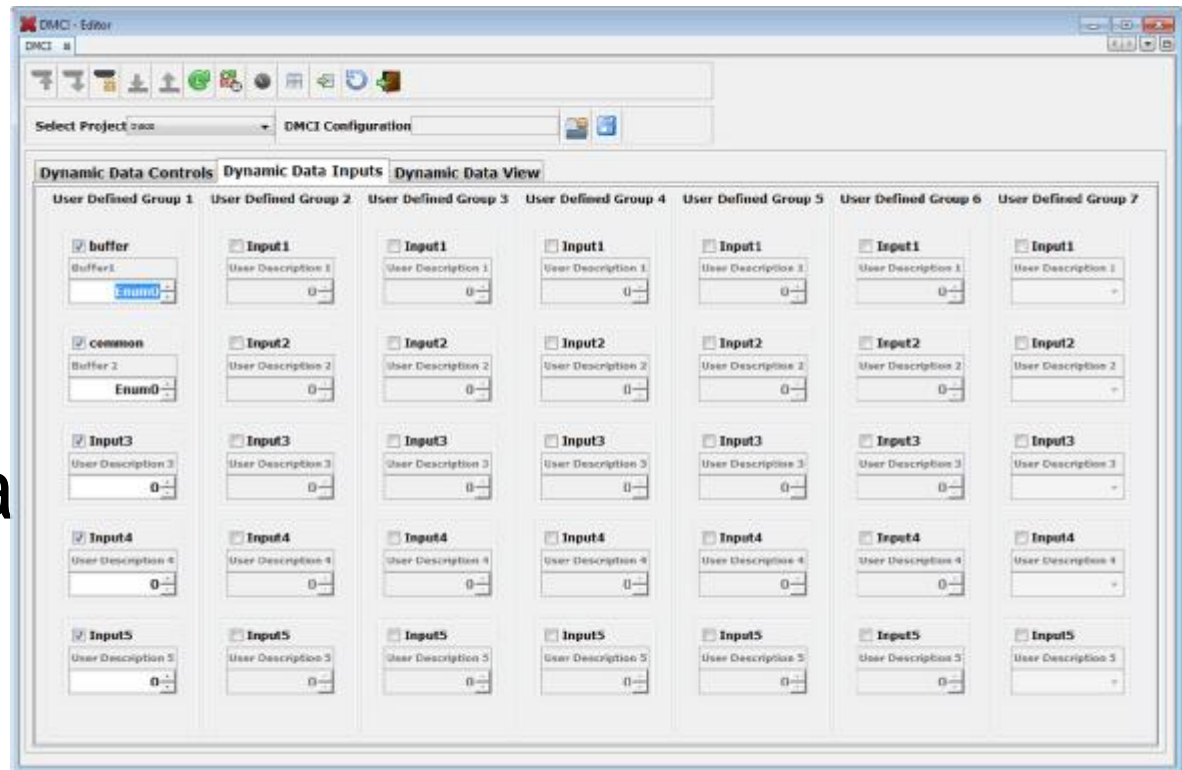 DMCI - Editor
DMCI
Select Project DMCI Configuration
Dynamic Data Controls Dynamic Data Inputs Dynamic Data View
User Defined Group 1 User Defined Group 2 User Defined Group 3 User Defined Group 4 User Defined Group 5 User Defined Group 6 User Defined Group 7
buffer Input1 Input1 Input1 Input1 Input1 Input1
Buffer1 User Description 1 User Description 1 User Description 1 User Description 1 User Description 1 User Description 1
Enum0 0 0 0 0 0
common Input2 Input2 Input2 Input2 Input2 Input2
Buffer 2 User Description 2 User Description 2 User Description 2 User Description 2 User Description 2 User Description 2
Enum0 0 0 0 0 0
Input3 Input3 Input3 Input3 Input3 Input3 Input3
User Description 3 User Description 3 User Description 3 User Description 3 User Description 3 User Description 3 User Description 3
0 0 0 0 0 0
a
Input4 Input4 Input4 Input4 Input4 Input4 Input4
User Description 4 User Description 4 User Description 4 User Description 4 User Description 4 User Description 4 User Description 4
0 0 0 0 0 0
Input5 Input5 Input5 Input5 Input5 Input5 Input5
User Description 5 User Description 5 User Description 5 User Description 5 User Description 5 User Description 5 User Description 5
0 0 0 0 0 0